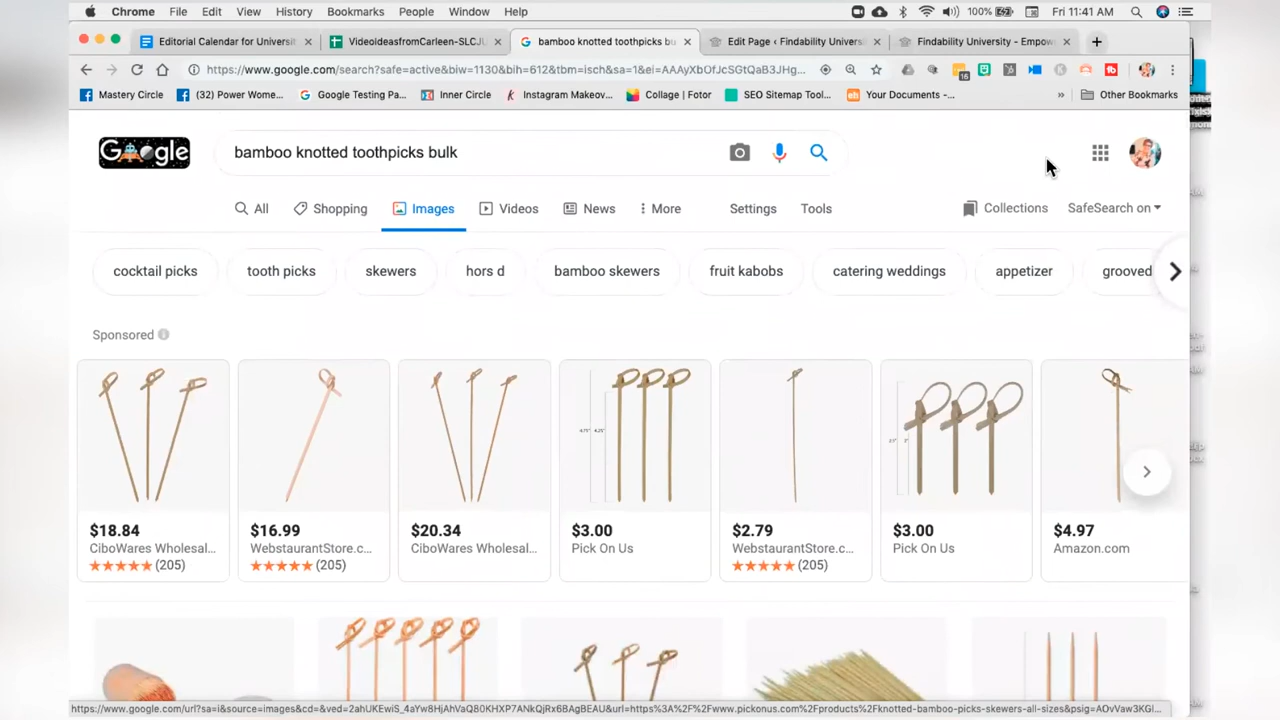 Chrome File Edit View History Bookmarks People Window Help 100% Fri 11:41 AM
Editorial Calendar for Universit × VideoIdeasfromCarleen-SLCJU × bamboo knotted toothpicks bu × Edit Page ‹ Findability Universi × Findability University - Empow × +
https://www.google.com/search?safe=active&biw=1130&bih=612&tbm=isch&sa=1&ei=AAAyXbOfJcSGtQaB3JHg... 16
Mastery Circle (32) Power Wome... Google Testing Pa... Inner Circle Instagram Makeov... Collage | Fotor SEO Sitemap Tool... Your Documents -... » Other Bookmarks
Google bamboo knotted toothpicks bulk
All Shopping Images Videos News More Settings Tools Collections SafeSearch on
cocktail picks tooth picks skewers hors d bamboo skewers fruit kabobs catering weddings appetizer grooved
Sponsored
4.75" 4.25"
$18.84 $16.99 $20.34 $3.00 $2.79 $3.00 $4.97
CiboWares Wholesal... WebstaurantStore.c... CiboWares Wholesal... Pick On Us WebstaurantStore.c... Pick On Us Amazon.com
(205) (205) (205)